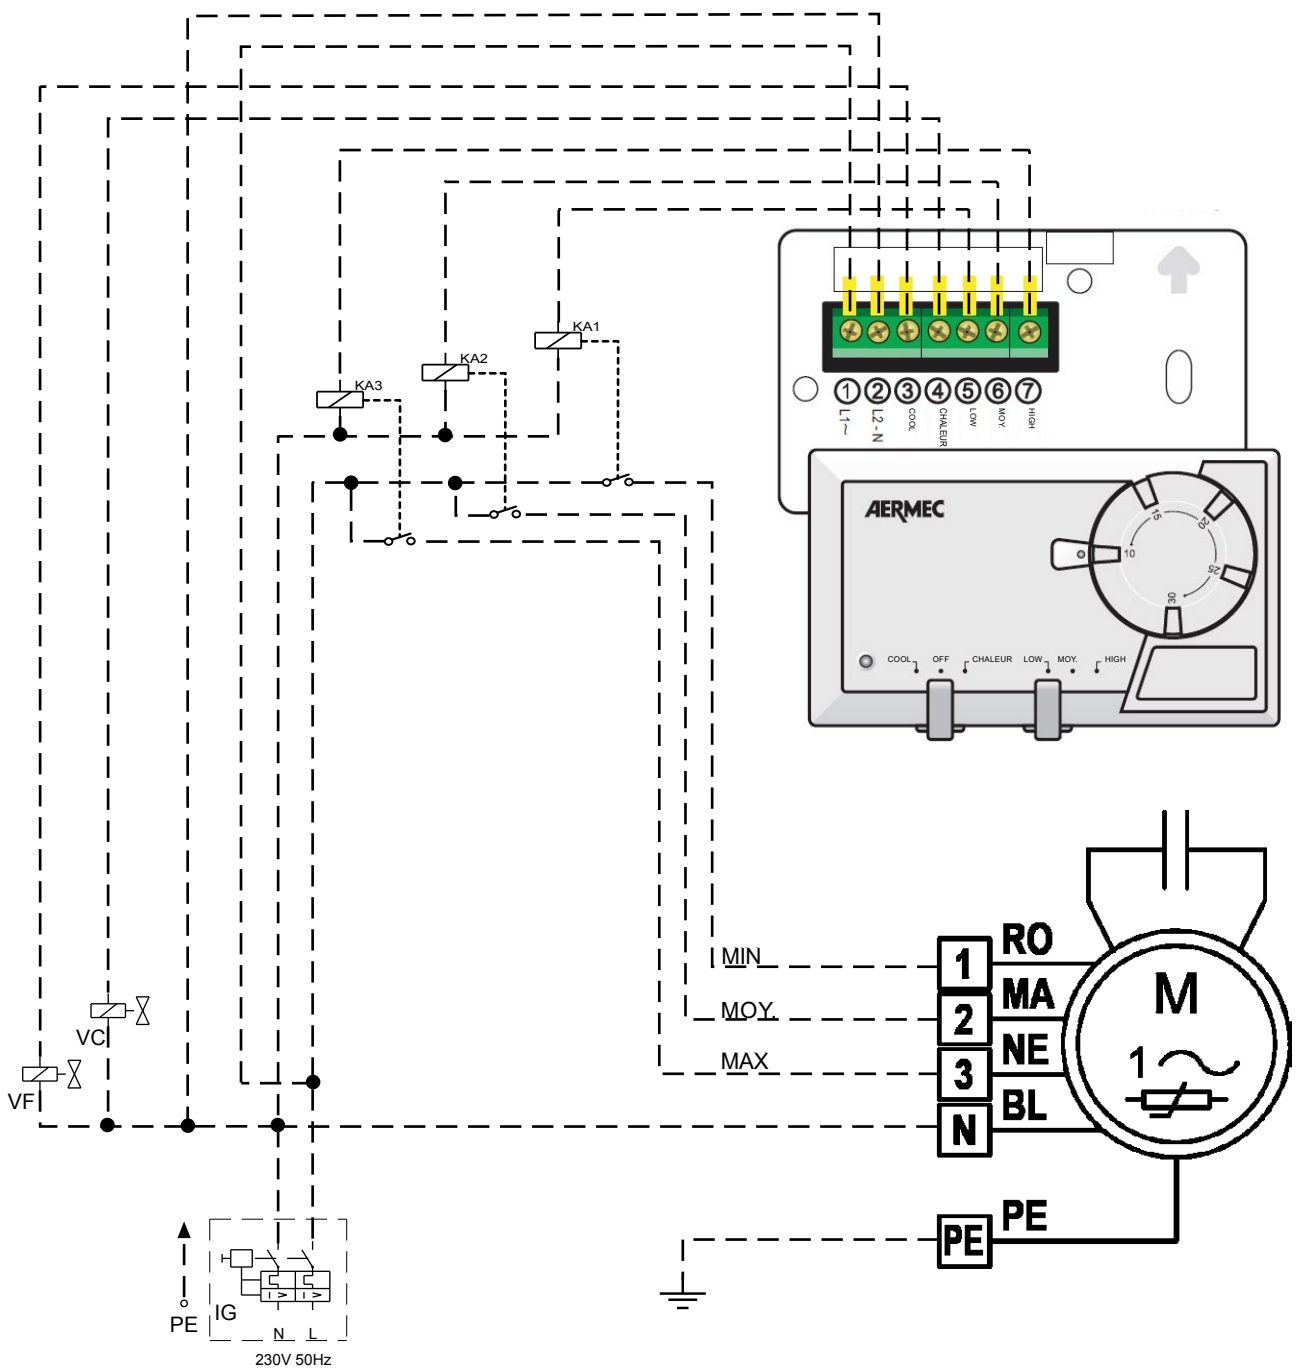 KA1
KA2
KA3
1 2 3 4 5 6 7
L1~
L2 - N
COOL
CHALEUR
LOW
MOY.
HIGH
AERMEC
10
15
20
25
30
COOL OFF CHALEUR LOW MOY. HIGH
MIN 1 RO
MOY. 2 MA
MAX 3 NE
N BL
M
1
VC
VF
PE PE
PE
IG
I > I >
N L
230V 50Hz